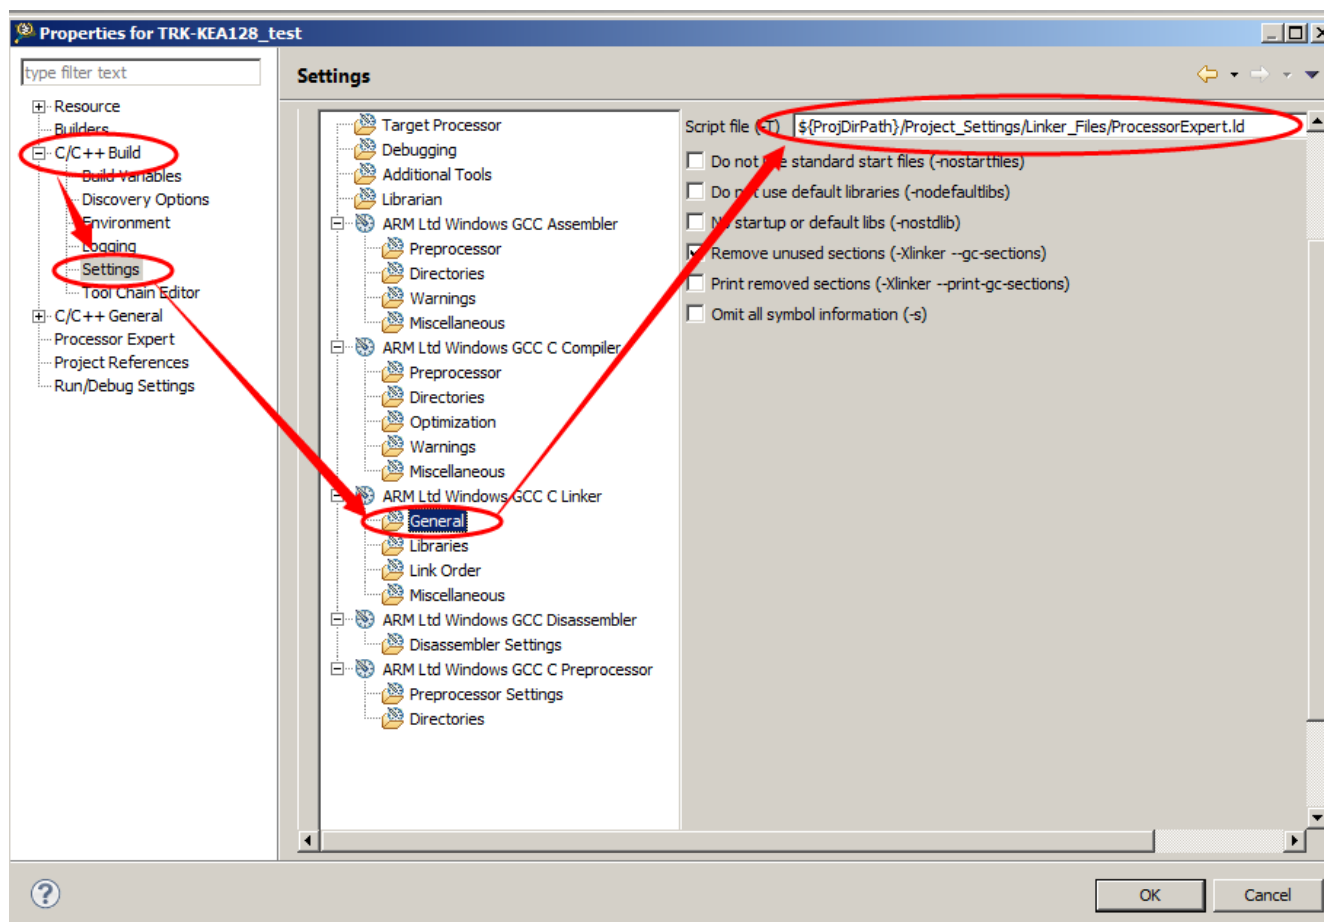 Properties for TRK-KEA128_test
type filter text
Resource
Builders
C/C++ Build
Build Variables
Discovery Options
Environment
Logging
Settings
Tool Chain Editor
C/C++ General
Processor Expert
Project References
Run/Debug Settings
Settings
Target Processor
Debugging
Additional Tools
Librarian
ARM Ltd Windows GCC Assembler
Preprocessor
Directories
Warnings
Miscellaneous
ARM Ltd Windows GCC C Compiler
Preprocessor
Directories
Optimization
Warnings
Miscellaneous
ARM Ltd Windows GCC C Linker
General
Libraries
Link Order
Miscellaneous
ARM Ltd Windows GCC Disassembler
Disassembler Settings
ARM Ltd Windows GCC C Preprocessor
Preprocessor Settings
Directories
Script file (-T) ${ProjDirPath}/Project_Settings/Linker_Files/ProcessorExpert.ld
Do not use standard start files (-nostartfiles)
Do not use default libraries (-nodefaultlibs)
No startup or default libs (-nostdlib)
Remove unused sections (-Xlinker --gc-sections)
Print removed sections (-Xlinker --print-gc-sections)
Omit all symbol information (-s)
?
OK
Cancel